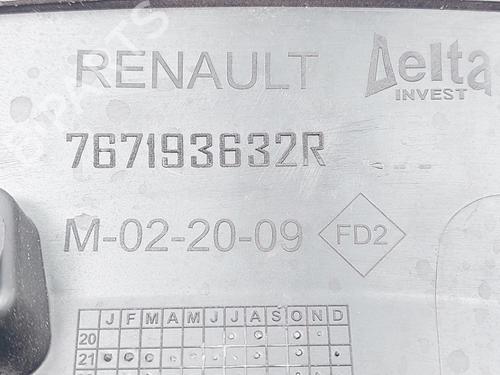 RENAULT
Delta
INVEST
767193632R
M-02-20-09
FD2
J F M A M J J A S O N D
20
21